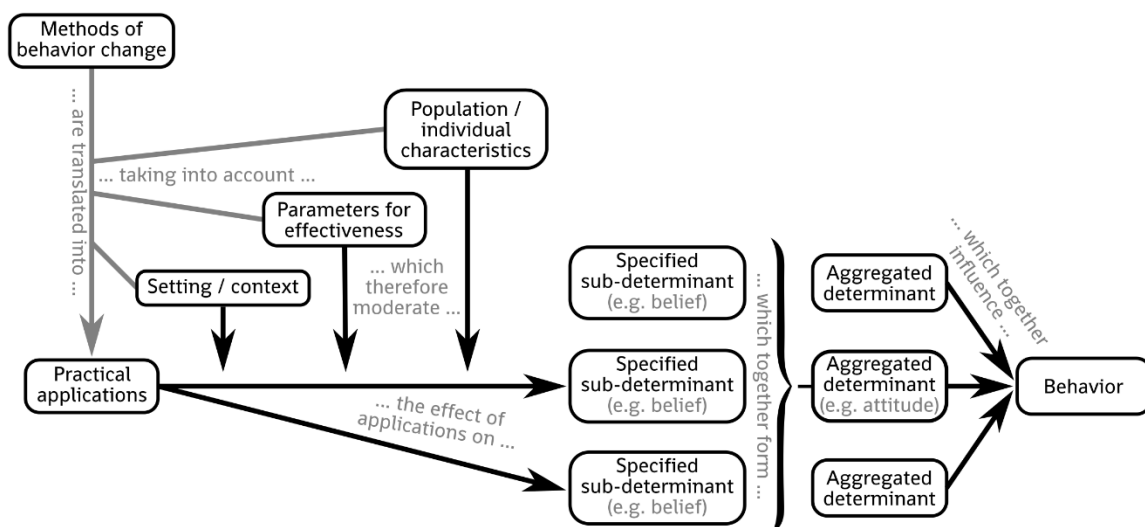 Methods of
behavior change
... are translated into ...
Population /
individual
characteristics
... taking into account ...
Parameters for
effectiveness
... which
therefore
moderate ...
Setting / context
Practical
applications
... the effect of
applications on ...
Specified
sub-determinant
(e.g. belief)
Specified
sub-determinant
(e.g. belief)
Specified
sub-determinant
(e.g. belief)
... which together form ...
Aggregated
determinant
Aggregated
determinant
(e.g. attitude)
Aggregated
determinant
... which together
influence ...
Behavior